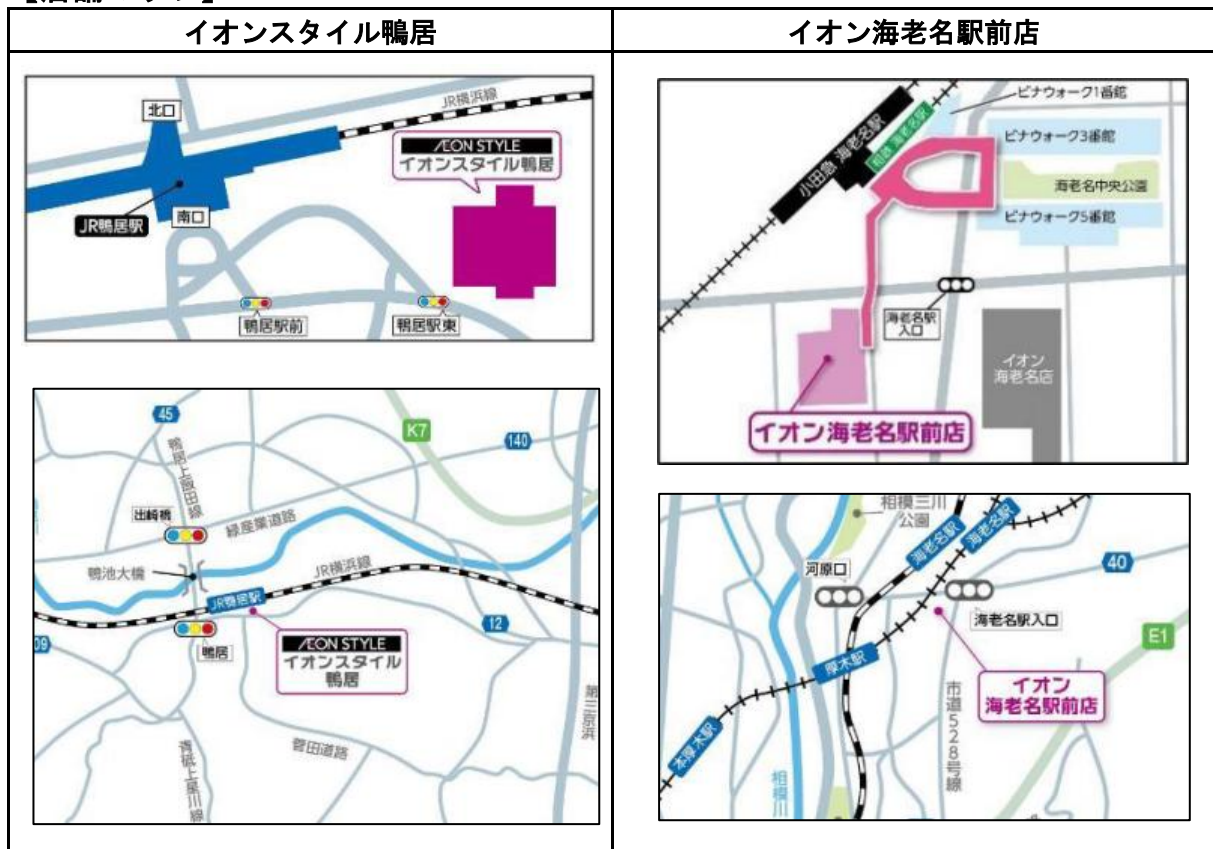 イオンスタイル鴨居
イオン海老名駅前店
北口
JR横浜線
ÆON STYLE
イオンスタイル鴨居
JR鴨居駅
南口
鴨居駅前
鴨居駅東
45
K7
140
鴨居上飯田線
出崎橋
緑産業道路
鴨池大橋
JR横浜線
JR鴨居駅
鴨居
12
09
ÆON STYLE
イオンスタイル
鴨居
第三京浜
菅田道路
青砥上星川線
ビナウォーク1番館
小田急 海老名駅
相鉄 海老名駅
ビナウォーク3番館
海老名中央公園
ビナウォーク5番館
海老名駅
入口
イオン
海老名店
イオン海老名駅前店
相模三川
公園
海老名駅
海老名駅
河原口
40
海老名駅入口
E1
厚木駅
イオン
海老名駅前店
市道528号線
本厚木駅
相模川